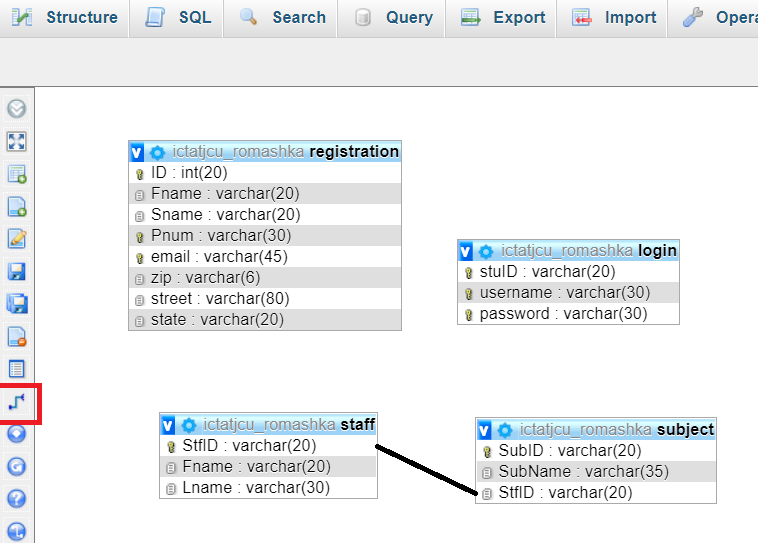 Structure SQL Search Query Export Import Opera
v ictatjcu_romashka registration
ID : int(20)
Fname : varchar(20)
Sname : varchar(20)
Pnum : varchar(30)
email : varchar(45)
zip : varchar(6)
street : varchar(80)
state : varchar(20)
v ictatjcu_romashka login
stuID : varchar(20)
username : varchar(30)
password : varchar(30)
v ictatjcu_romashka staff
StfID : varchar(20)
Fname : varchar(20)
Lname : varchar(30)
v ictatjcu_romashka subject
SubID : varchar(20)
SubName : varchar(35)
StfID : varchar(20)